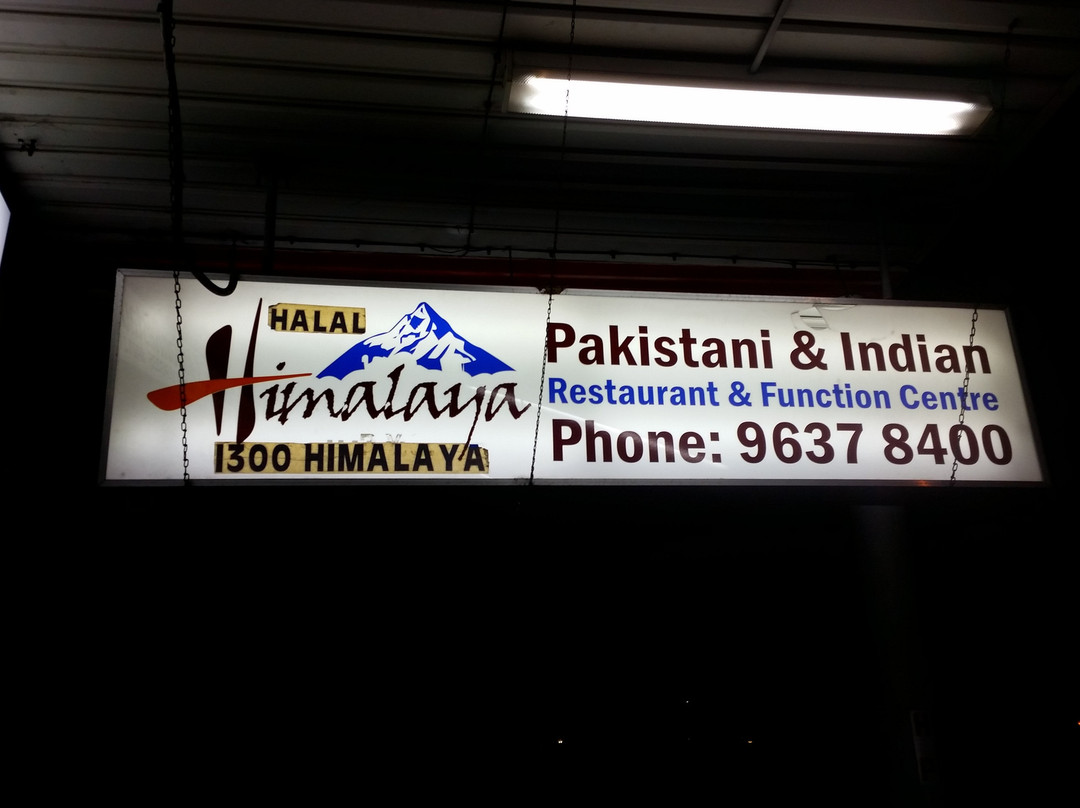 HALAL
Himalaya
1300 HIMALAYA
Pakistani & Indian
Restaurant & Function Centre
Phone: 9637 8400